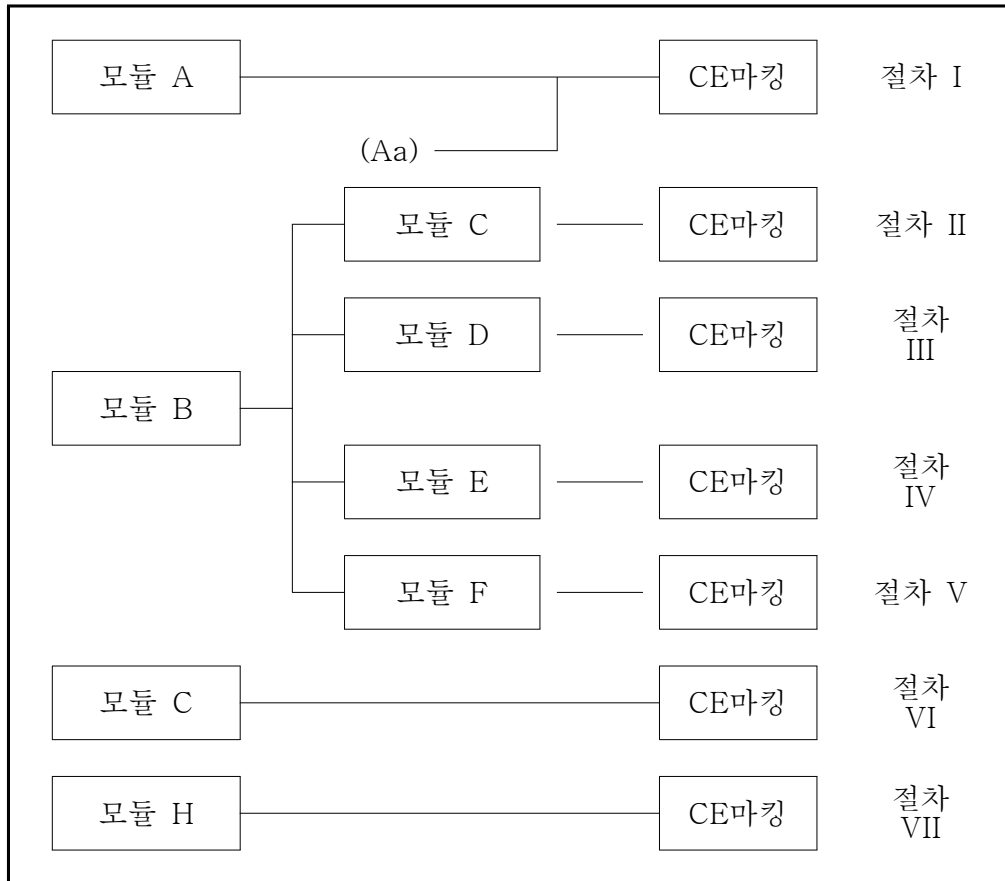 모듈 A CE마킹 절차 I
(Aa)
모듈 C CE마킹 절차 II
모듈 D CE마킹 절차
III
모듈 B
모듈 E CE마킹 절차
IV
모듈 F CE마킹 절차 V
모듈 C CE마킹 절차
VI
모듈 H CE마킹 절차
VII